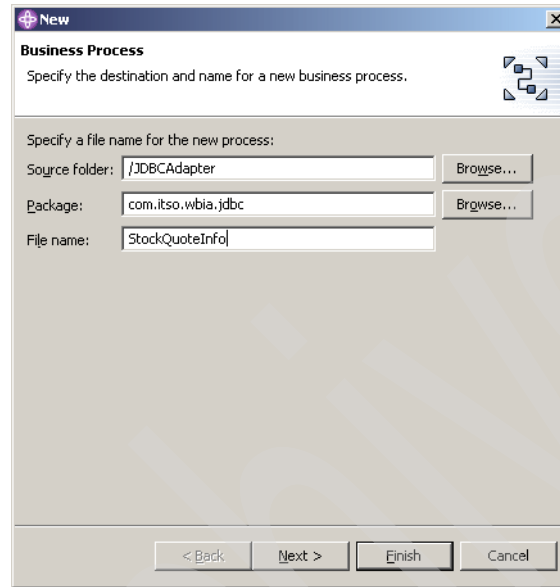 New
Business Process
Specify the destination and name for a new business process.
Specify a file name for the new process:
Source folder: /JDBCAdapter Browse...
Package: com.itso.wbia.jdbc Browse...
File name: StockQuoteInfo
< Back Next > Finish Cancel